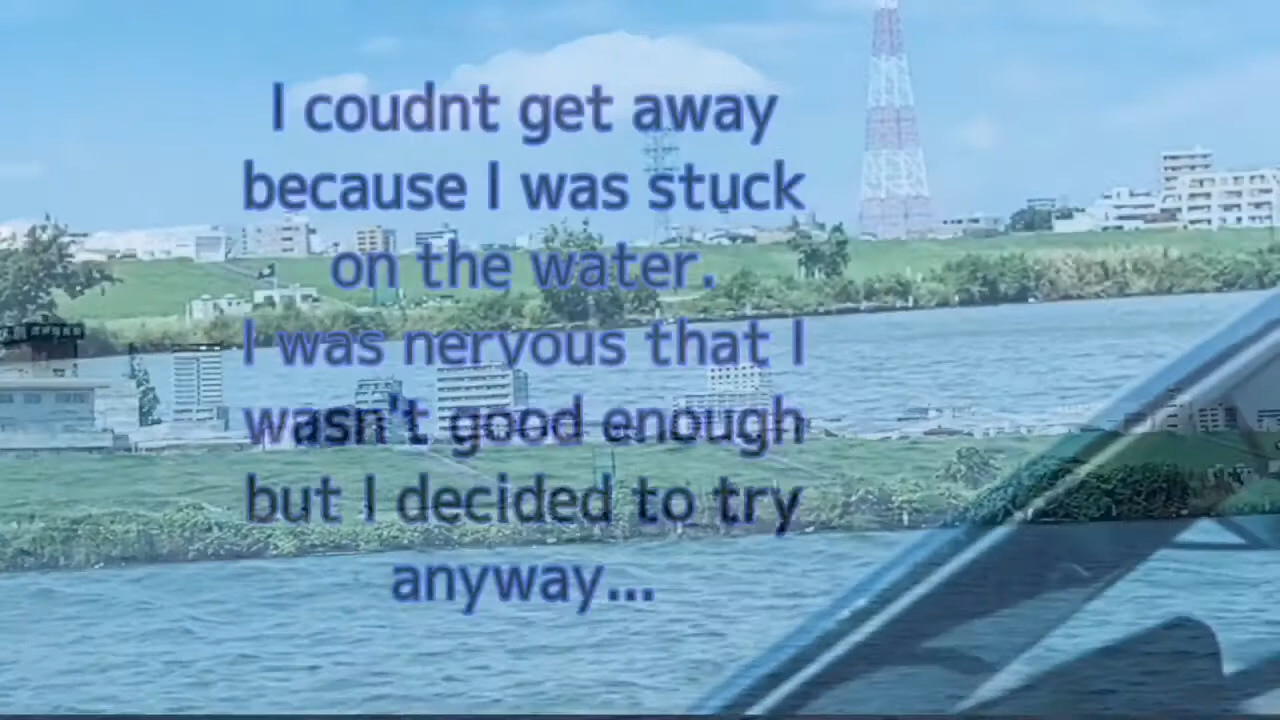 I coudnt get away
because I was stuck
on the water.
I was nervous that I
wasn't good enough
but I decided to try
anyway...